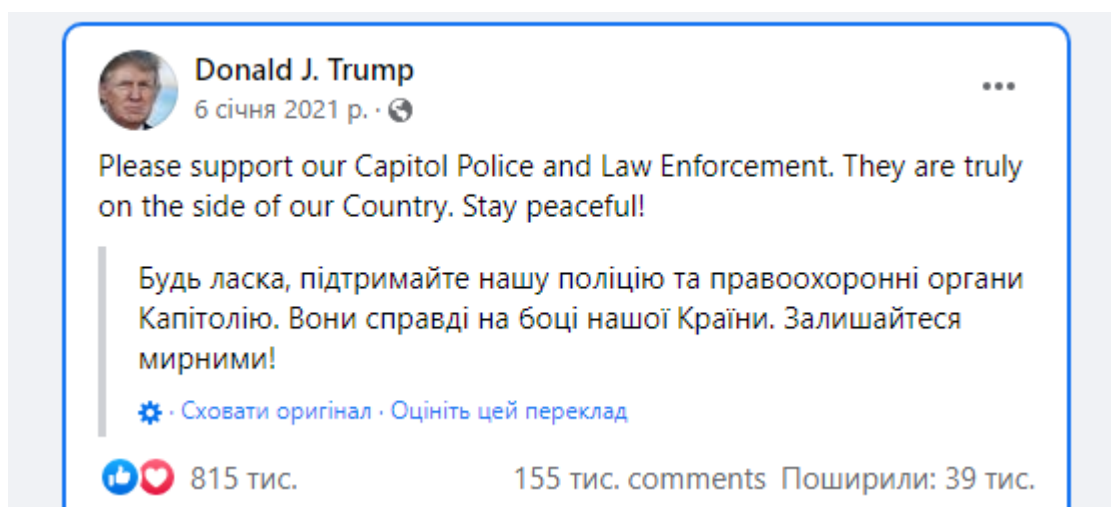 Donald J. Trump
6 січня 2021 р. ·
Please support our Capitol Police and Law Enforcement. They are truly
on the side of our Country. Stay peaceful!
Будь ласка, підтримайте нашу поліцію та правоохоронні органи
Капітолію. Вони справді на боці нашої Країни. Залишайтеся
мирними!
· Сховати оригінал · Оцініть цей переклад
815 тис. 155 тис. comments Поширили: 39 тис.